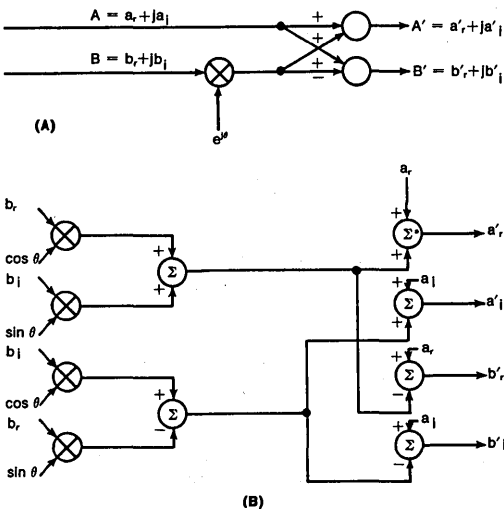 A = a_r+ja_i
+
A' = a'_r+ja'_i
+
+
B = b_r+jb_i
−
B' = b'_r+jb'_i
(A)
e^jθ
a_r
b_r
+
Σ
a'_r
cos θ
+
+
Σ
+
b_i
+
a_i
Σ
a'_i
+
sin θ
b_i
+
a_r
Σ
b'_r
−
cos θ
b_r
+
Σ
−
+
a_i
Σ
b'_i
−
sin θ
(B)